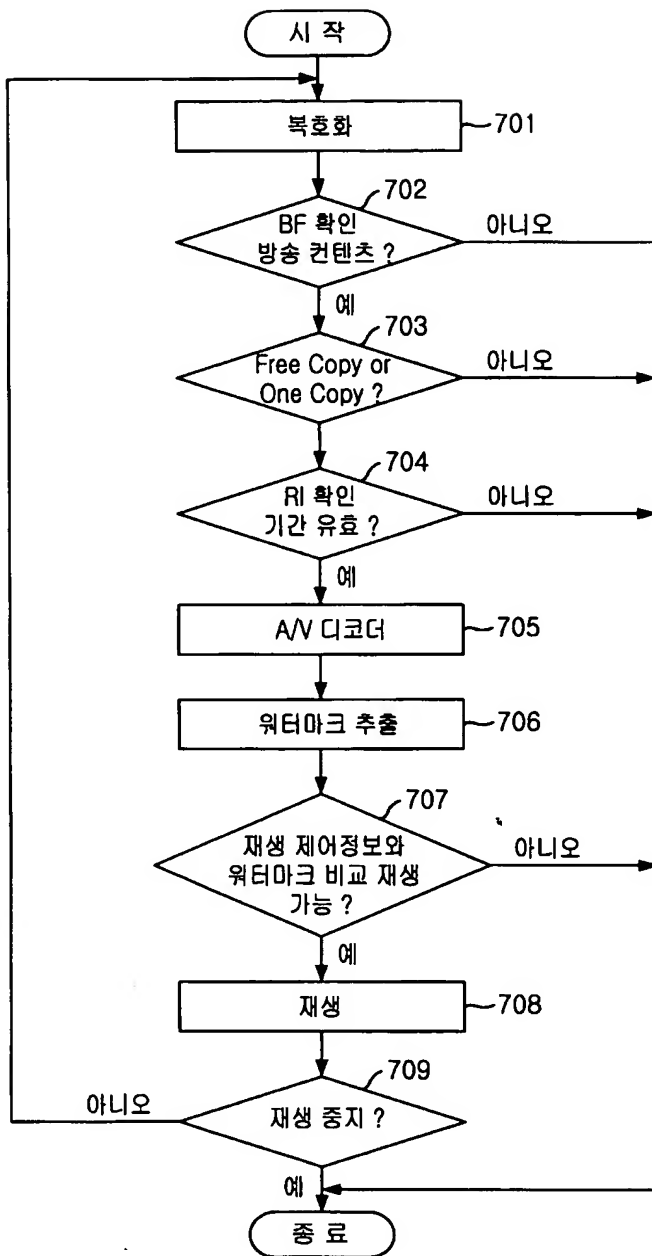 시 작
복호화
701
702
BF 확인
방송 컨텐츠 ?
아니오
예
703
Free Copy or
One Copy ?
아니오
704
RI 확인
기간 유효 ?
아니오
예
A/V 디코더
705
워터마크 추출
706
707
재생 제어정보와
워터마크 비교 재생
가능 ?
아니오
예
재생
708
709
아니오
재생 중지 ?
예
종 료